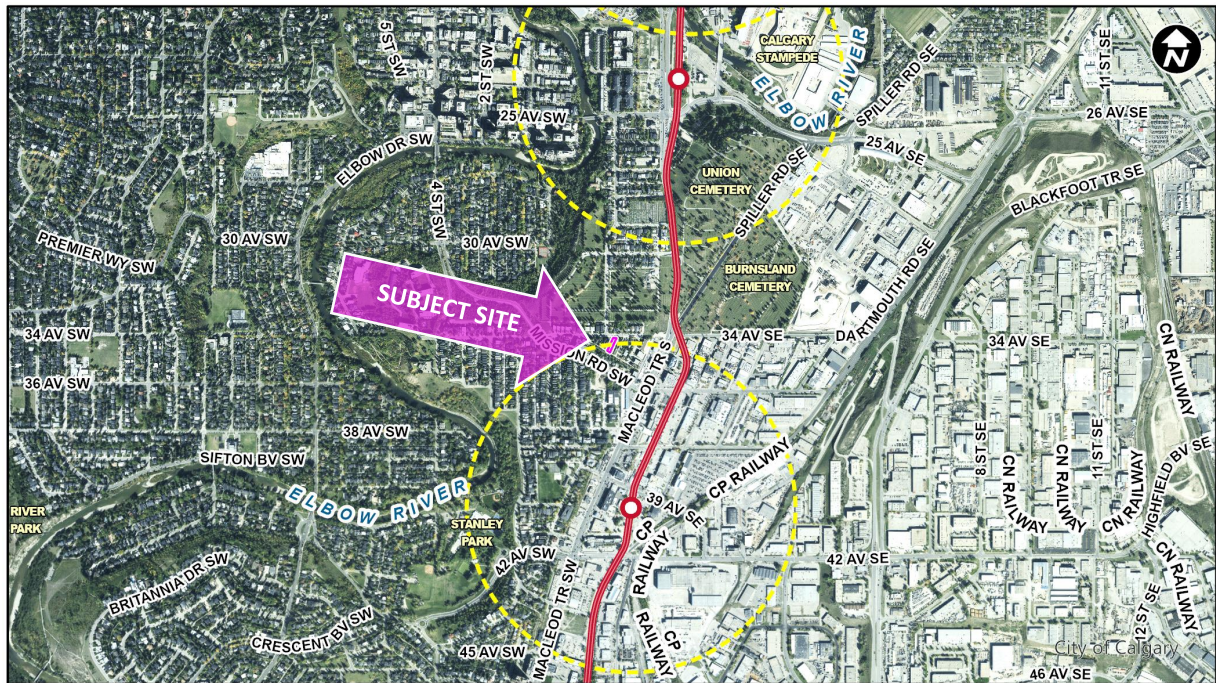 5 ST SW
2 ST SW
CALGARY
STAMPEDE
ELBOW RIVER
SPILLER RD SE
11 ST SE
N
25 AV SW
26 AV SE
25 AV SE
ELBOW DR SW
UNION
CEMETERY
SPILLER RD SE
BLACKFOOT TR SE
4 ST SW
30 AV SW
30 AV SW
PREMIER WY SW
BURNSLAND
CEMETERY
DARTMOUTH RD SE
SUBJECT SITE
34 AV SW
MISSION RD SW
MACLEOD TR S
34 AV SE
34 AV SE
CN RAILWAY
36 AV SW
38 AV SW
SIFTON BV SW
8 ST SE
CN RAILWAY
CN RAILWAY
11 ST SE
CN RAILWAY
HIGHFIELD BV SE
ELBOW RIVER
CP RAILWAY
39 AV SE
RIVER
PARK
STANLEY
PARK
CP
RAILWAY
42 AV SW
42 AV SE
CN RAILWAY
BRITANNIA DR SW
MACLEOD TR SW
CRESCENT BV SW
45 AV SW
CP
RAILWAY
12 ST SE
City of Calgary
46 AV SE